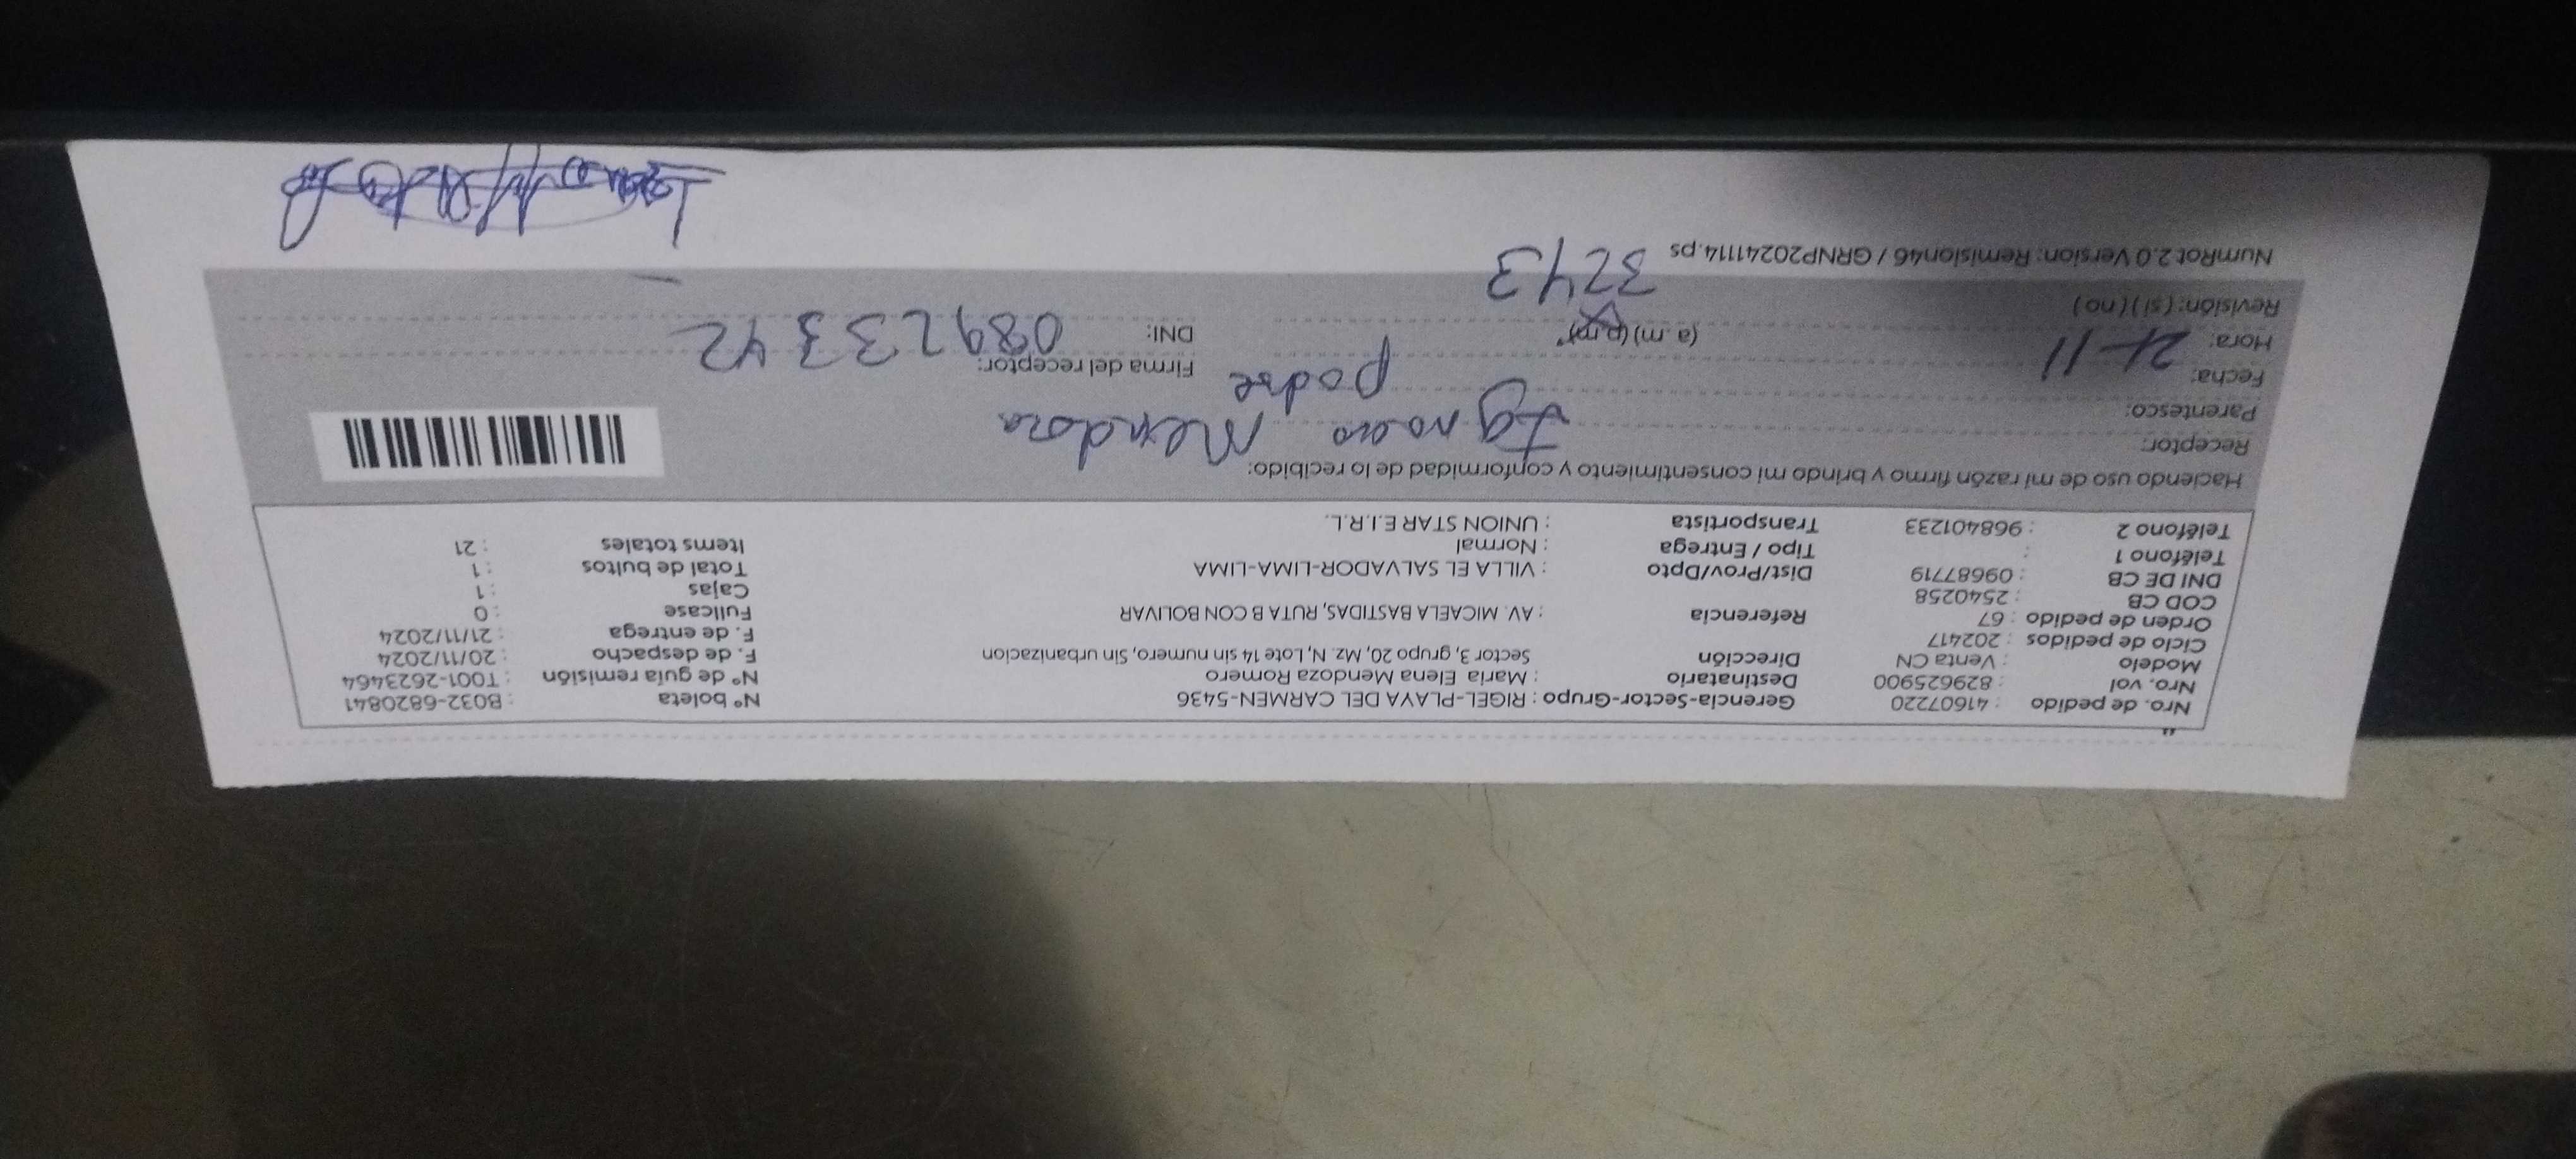 Nro. de pedido : 41607220 Gerencia-Sector-Grupo : RIGEL-PLAYA DEL CARMEN-5436 N° boleta : B032-6820841
Nro. vol : 829625900 Destinatario : Maria Elena Mendoza Romero N° de guía remisión : T001-2623464
Modelo : Venta CN Dirección Sector 3, grupo 20, Mz. N, Lote 14 sin numero, Sin urbanizacion F. de despacho : 20/11/2024
Ciclo de pedidos : 202417 F. de entrega : 21/11/2024
Orden de pedido : 67 Referencia : AV. MICAELA BASTIDAS, RUTA B CON BOLIVAR Fullcase : 0
COD CB : 2540258 Cajas : 1
DNI DE CB : 09687719 Dist/Prov/Dpto : VILLA EL SALVADOR-LIMA-LIMA Total de bultos : 1
Teléfono 1 : Tipo / Entrega : Normal Items totales : 21
Teléfono 2 : 968401233 Transportista : UNION STAR E.I.R.L.
Haciendo uso de mi razón firmo y brindo mi consentimiento y conformidad de lo recibido:
Receptor: Ignacio Mendoza
Parentesco: padre
Fecha: 21-11 Firma del receptor:
Hora: (a .m) (p.m) DNI: 08923342
Revisión: ( si ) ( no ) 3243
NumRot 2.0 Version: Remision46 / GRNP20241114.ps